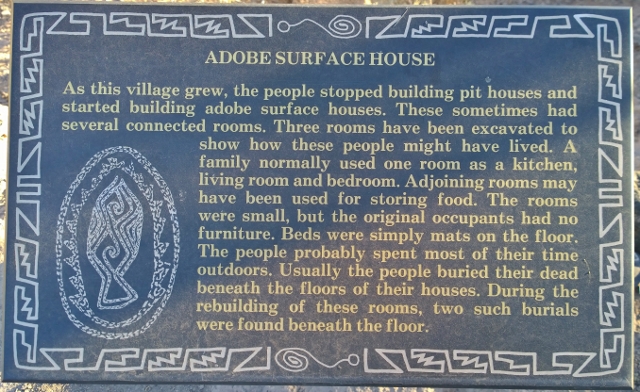 ADOBE SURFACE HOUSE
As this village grew, the people stopped building pit houses and
started building adobe surface houses. These sometimes had
several connected rooms. Three rooms have been excavated to
show how these people might have lived. A
family normally used one room as a kitchen,
living room and bedroom. Adjoining rooms may
have been used for storing food. The rooms
were small, but the original occupants had no
furniture. Beds were simply mats on the floor.
The people probably spent most of their time
outdoors. Usually the people buried their dead
beneath the floors of their houses. During the
rebuilding of these rooms, two such burials
were found beneath the floor.